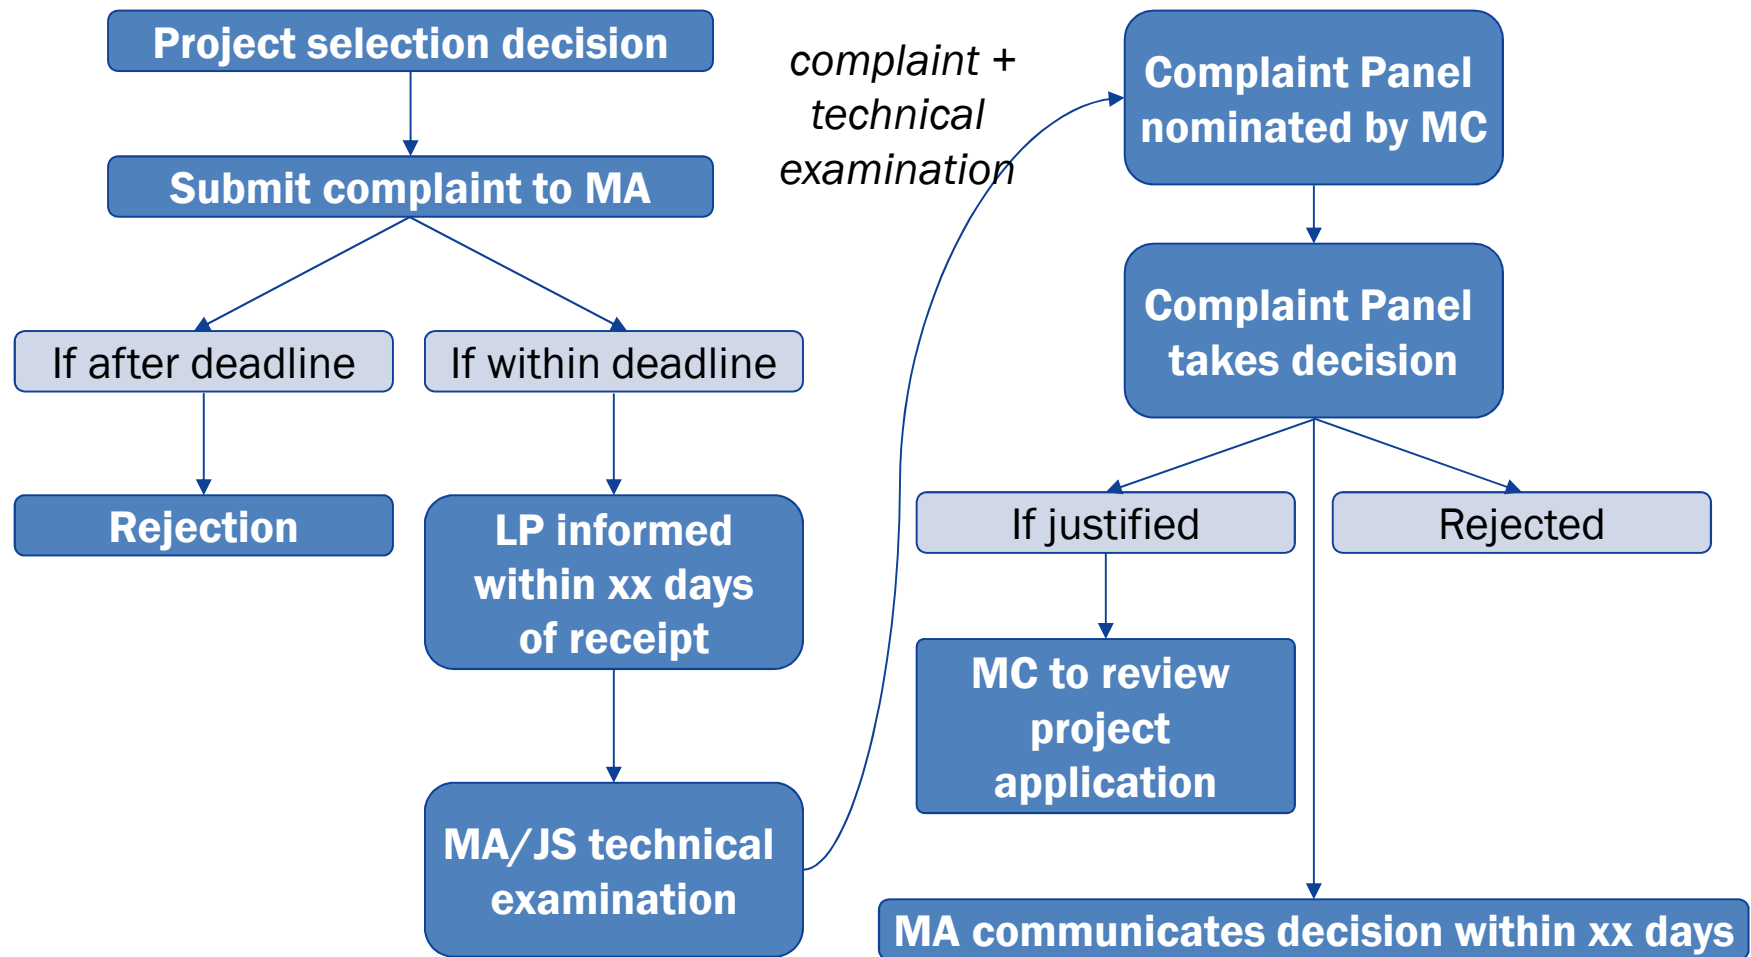 Project selection decision
Submit complaint to MA
If after deadline
If within deadline
Rejection
LP informed
within xx days
of receipt
MA/JS technical
examination
complaint +
technical
examination
Complaint Panel
nominated by MC
Complaint Panel
takes decision
If justified
Rejected
MC to review
project
application
MA communicates decision within xx days